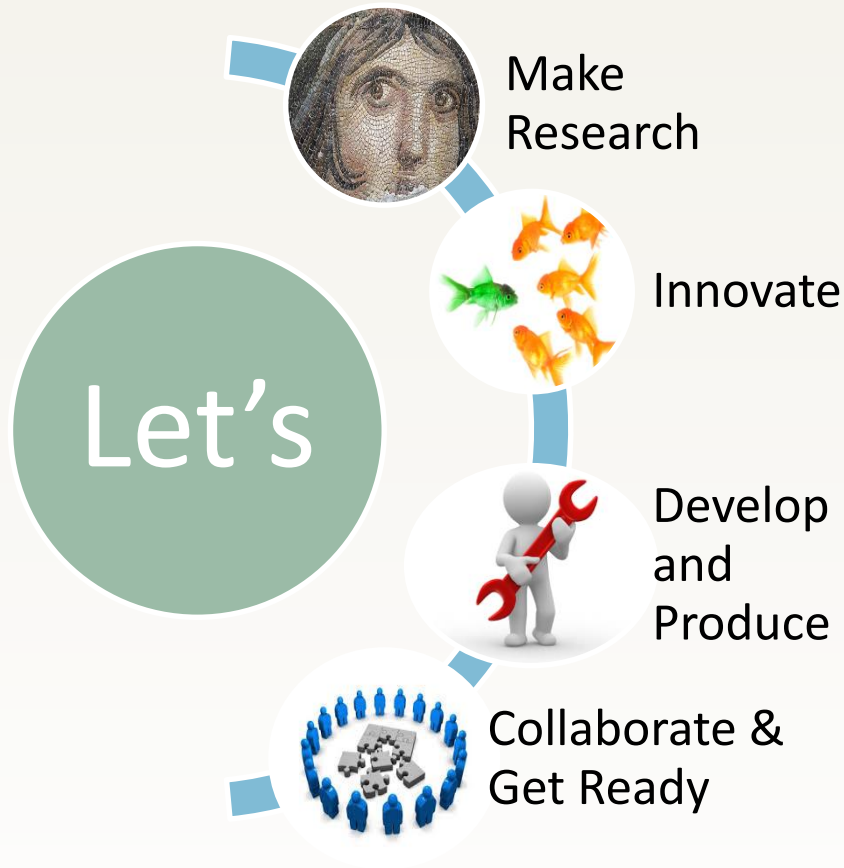 Make
Research
Innovate
Let’s
Develop
and
Produce
Collaborate &
Get Ready